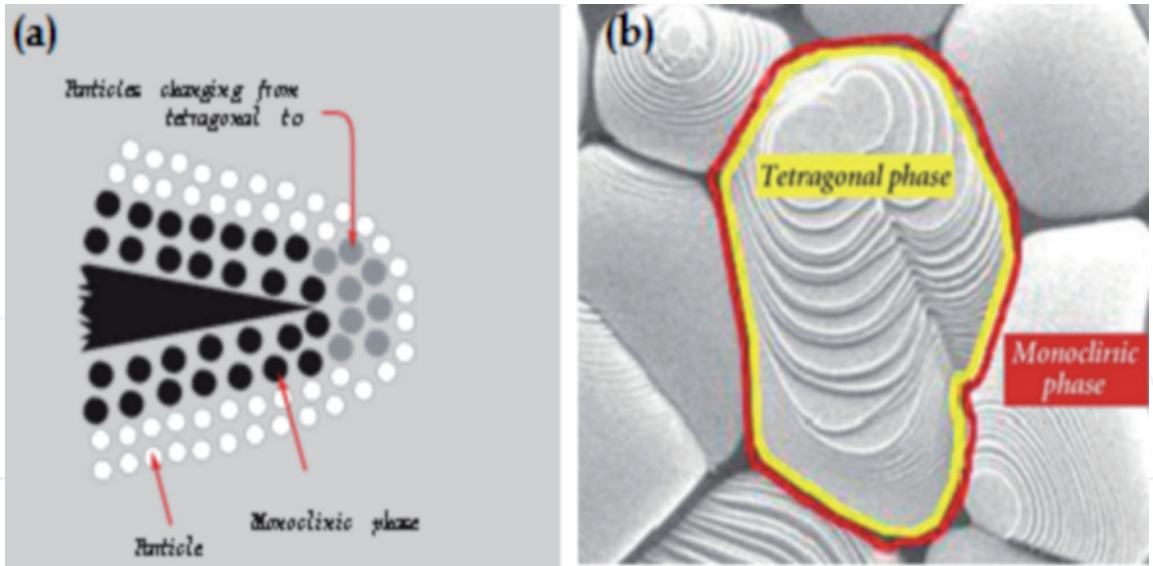 (a)
Particles changing from
tetragonal to
Monoclinic phase
Particle
(b)
Tetragonal phase
Monoclinic
phase